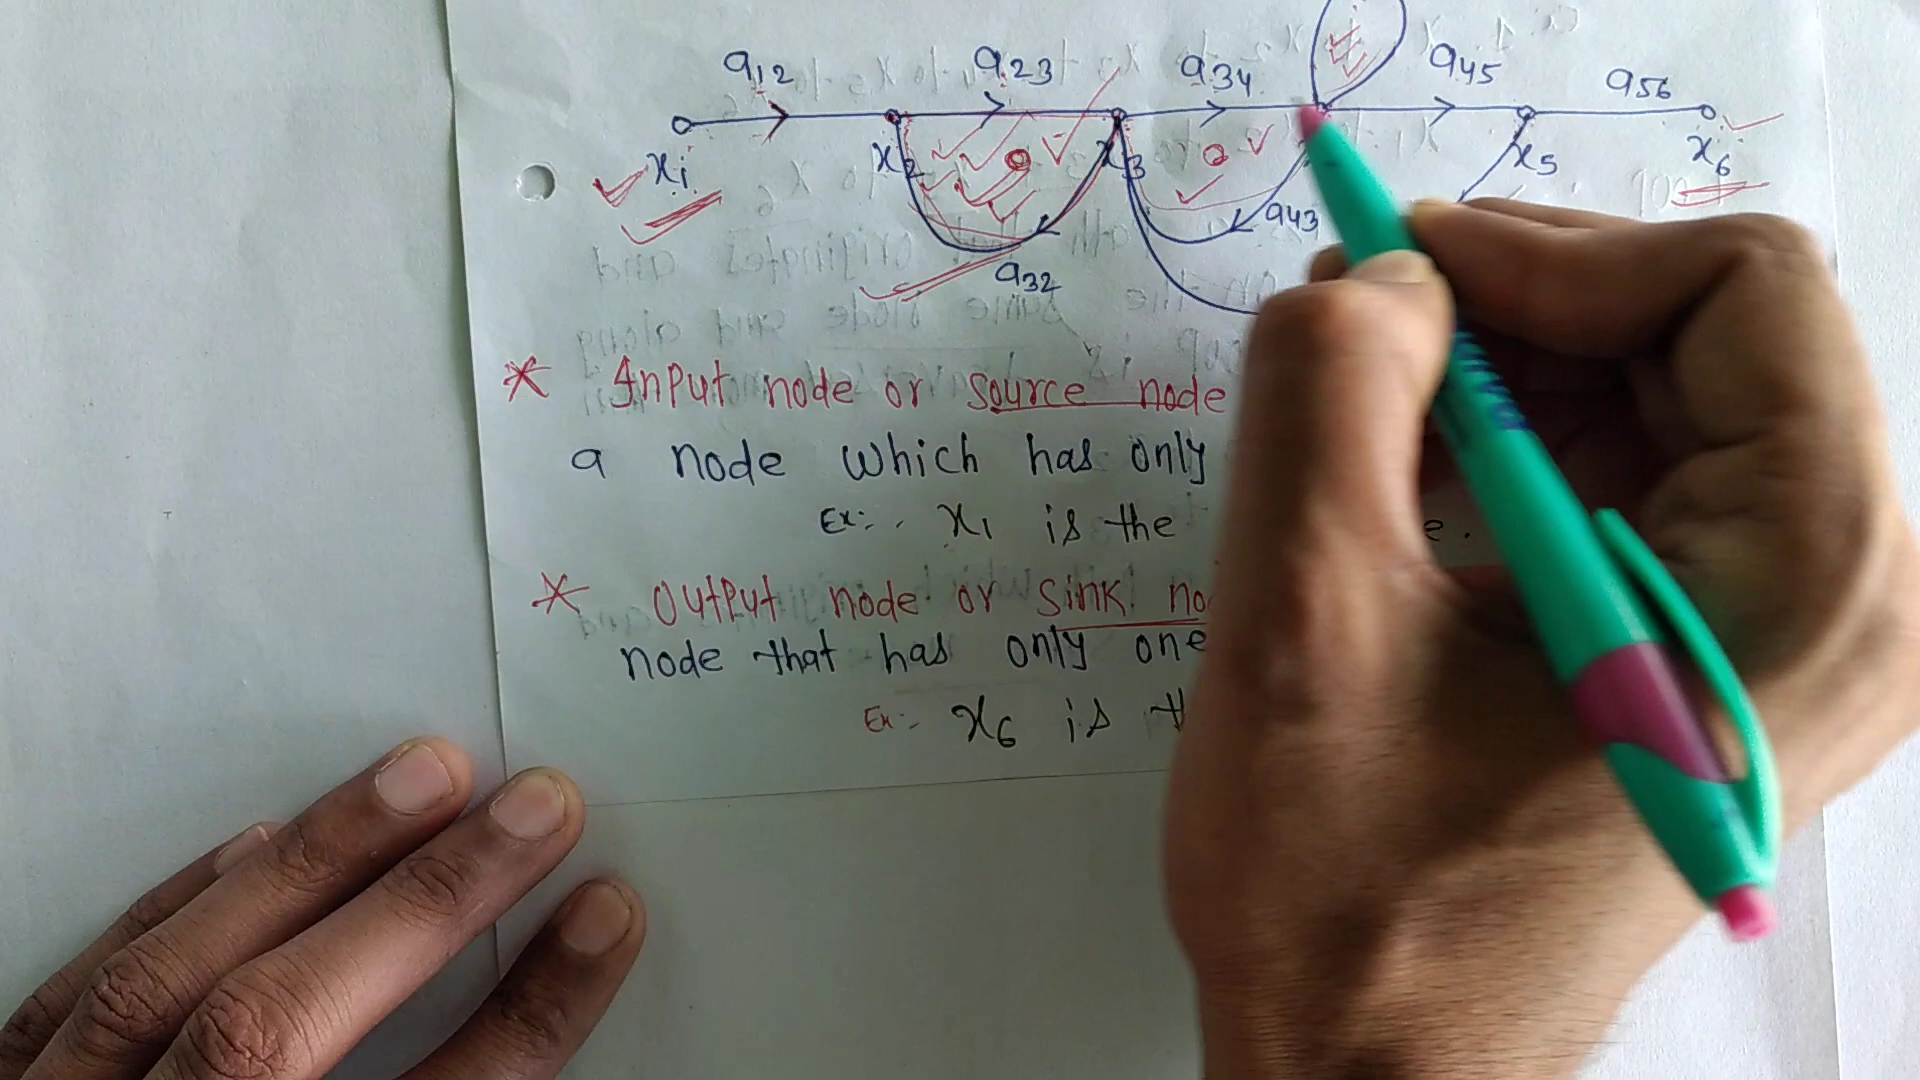 a12 a23 a34 a45 a56
x1 x2 x3 x5 x6
a43
a32
* Input node or source node
a node which has only
Ex:- x1 is the e.
* Output node or sink no
node that has only one
Ex:- x6 is th